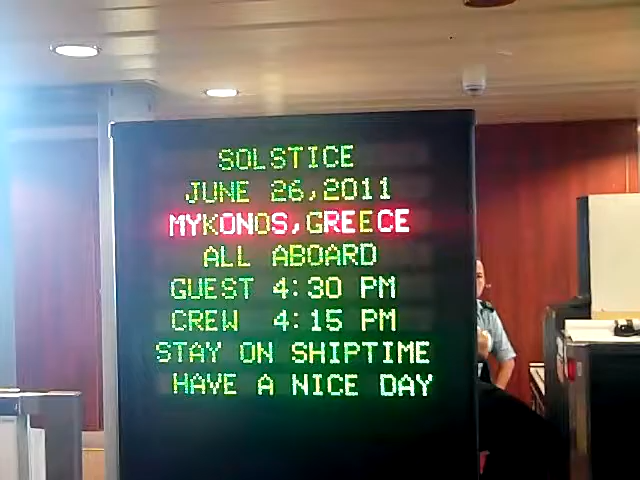 SOLSTICE
JUNE 26,2011
MYKONOS,GREECE
ALL ABOARD
GUEST 4:30 PM
CREW 4:15 PM
STAY ON SHIPTIME
HAVE A NICE DAY